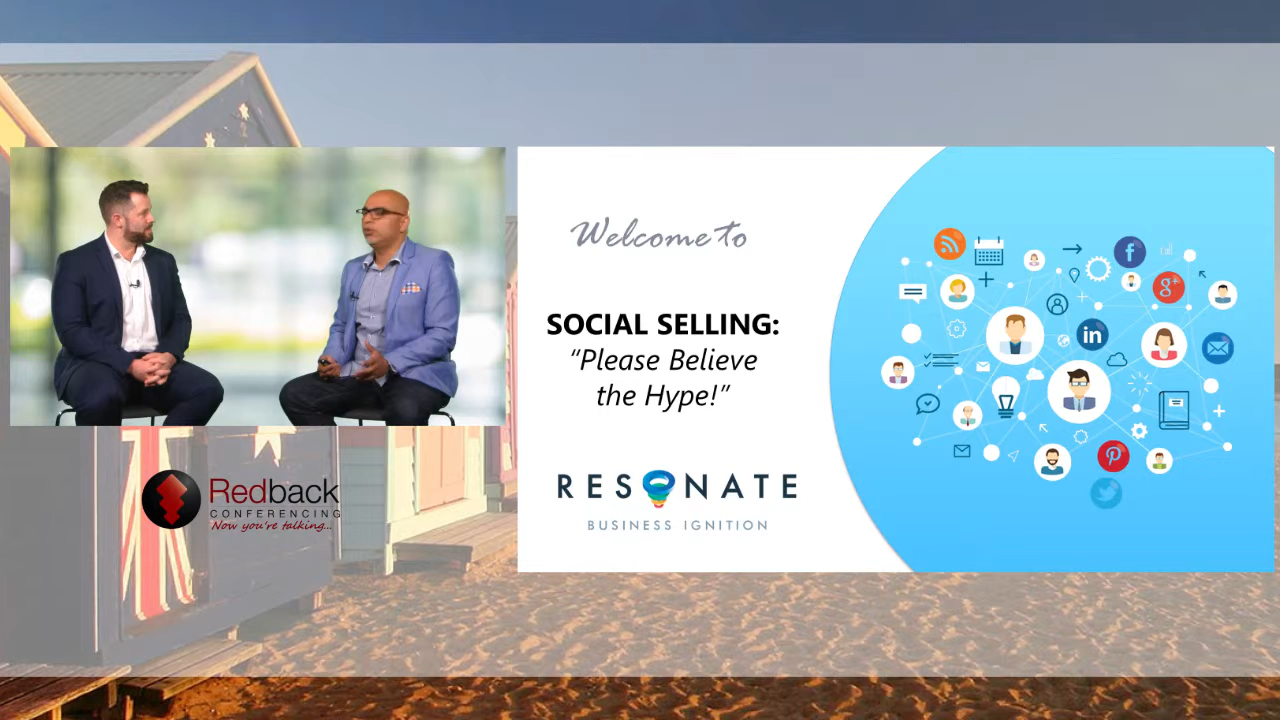 Welcome to
SOCIAL SELLING:
“Please Believe
the Hype!”
RESONATE
BUSINESS IGNITION
Redback
CONFERENCING
Now you're talking...
f
g+
in